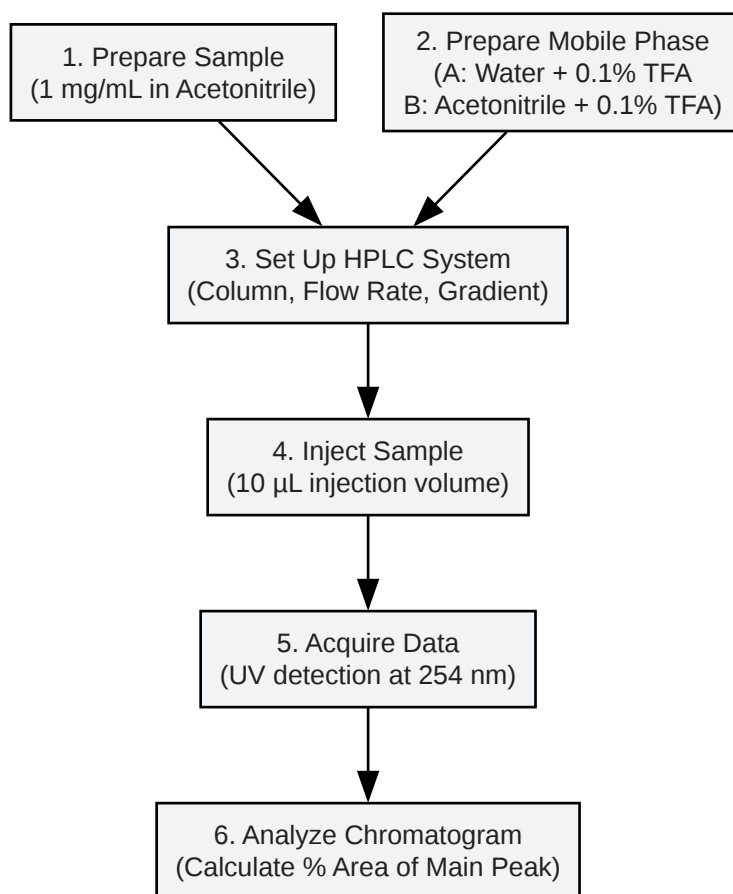 1. Prepare Sample
(1 mg/mL in Acetonitrile)
2. Prepare Mobile Phase
(A: Water + 0.1% TFA
B: Acetonitrile + 0.1% TFA)
3. Set Up HPLC System
(Column, Flow Rate, Gradient)
4. Inject Sample
(10 µL injection volume)
5. Acquire Data
(UV detection at 254 nm)
6. Analyze Chromatogram
(Calculate % Area of Main Peak)